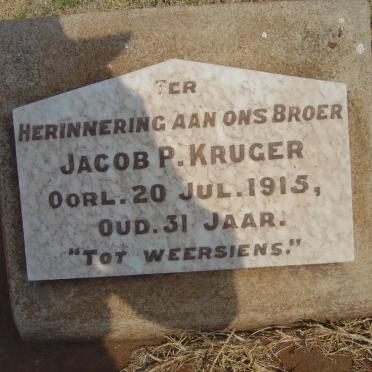 TER
HERINNERING AAN ONS BROER
JACOB P. KRUGER
OORL. 20 JUL. 1915,
OUD. 31 JAAR.
"TOT WEERSIENS."